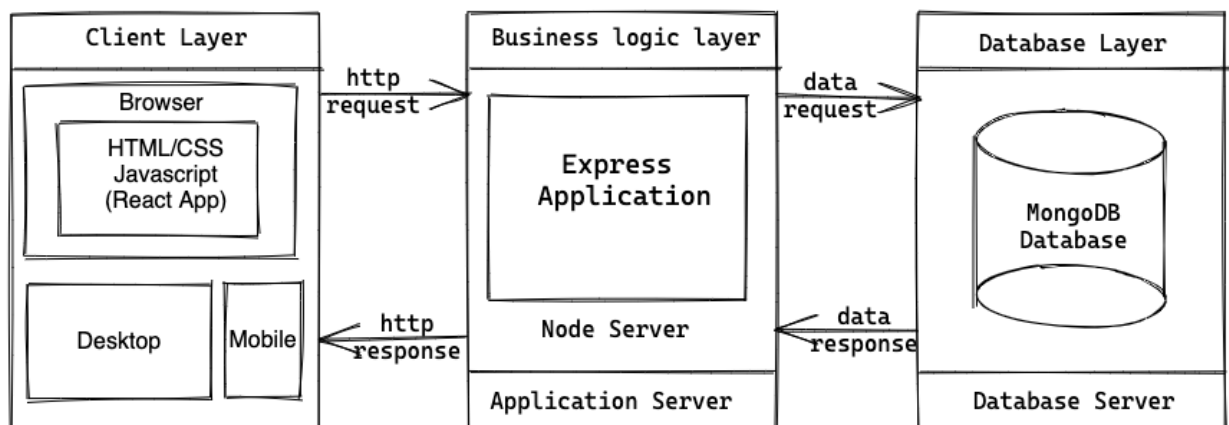 Client Layer
Browser
HTML/CSS
Javascript
(React App)
Desktop
Mobile
http
request
http
response
Business logic layer
Express
Application
Node Server
Application Server
data
request
data
response
Database Layer
MongoDB
Database
Database Server